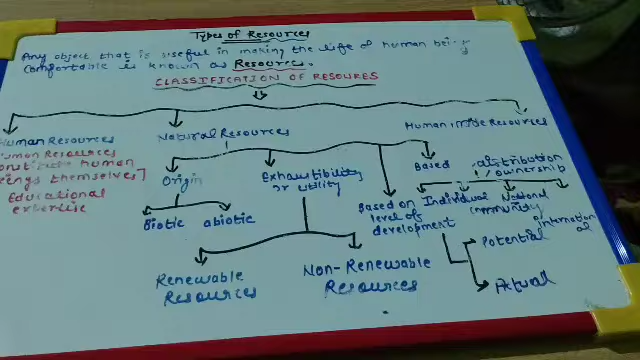 Types of Resources
Any object that is useful in making the life of human being
comfortable is known as Resources.
CLASSIFICATION OF RESOURES
Human Resources
Human Resources
human
beings themselves]
Educational
expertise
Natural Resources
Origin
Biotic abiotic
Exhaustibility
or utility
Renewable
Resources
Non-Renewable
Resources
Based on
level of
development
Potential
Actual
Based distribution
/ ownership
Individual National
Community
international
Human made Resources